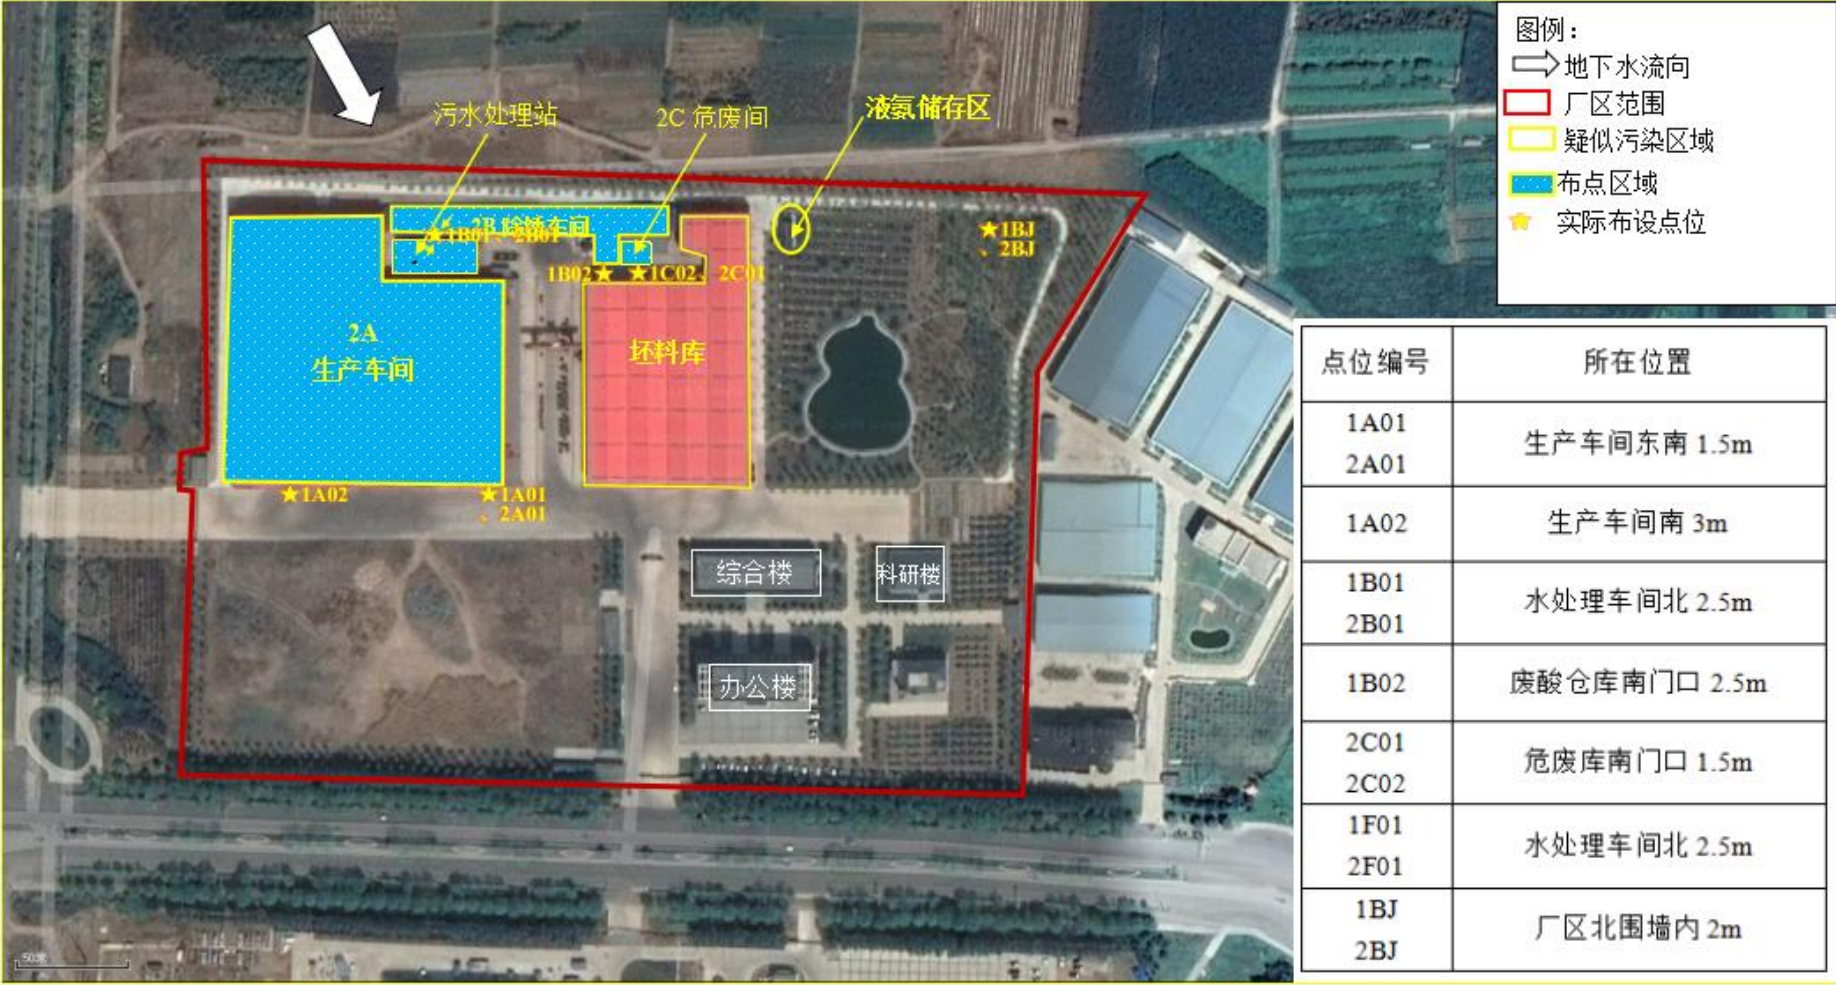 图例：
地下水流向
厂区范围
疑似污染区域
布点区域
实际布设点位
污水处理站
2C 危废间
液氨储存区
2B 除锈车间
1B01、2B01
1BJ
、2BJ
1B02
1C02、2C01
2A
生产车间
坯料库
1A02
1A01
、2A01
综合楼
科研楼
办公楼
50米
点位编号 所在位置
1A01
2A01
生产车间东南 1.5m
1A02 生产车间南 3m
1B01
2B01
水处理车间北 2.5m
1B02 废酸仓库南门口 2.5m
2C01
2C02
危废库南门口 1.5m
1F01
2F01
水处理车间北 2.5m
1BJ
2BJ
厂区北围墙内 2m